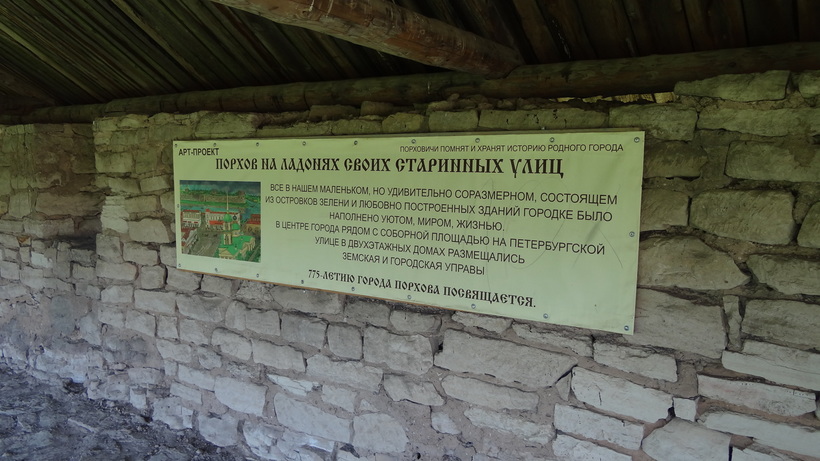 АРТ-ПРОЕКТ
ПОРХОВИЧИ ПОМНЯТ И ХРАНЯТ ИСТОРИЮ РОДНОГО ГОРОДА
ПОРХОВ НА ЛАДОНЯХ СВОИХ СТАРИННЫХ УЛИЦ
ВСЕ В НАШЕМ МАЛЕНЬКОМ, НО УДИВИТЕЛЬНО СОРАЗМЕРНОМ, СОСТОЯЩЕМ
ИЗ ОСТРОВКОВ ЗЕЛЕНИ И ЛЮБОВНО ПОСТРОЕННЫХ ЗДАНИЙ ГОРОДКЕ БЫЛО
НАПОЛНЕНО УЮТОМ, МИРОМ, ЖИЗНЬЮ.
В ЦЕНТРЕ ГОРОДА РЯДОМ С СОБОРНОЙ ПЛОЩАДЬЮ НА ПЕТЕРБУРГСКОЙ
УЛИЦЕ В ДВУХЭТАЖНЫХ ДОМАХ РАЗМЕЩАЛИСЬ
ЗЕМСКАЯ И ГОРОДСКАЯ УПРАВЫ
775-ЛЕТИЮ ГОРОДА ПОРХОВА ПОСВЯЩАЕТСЯ.